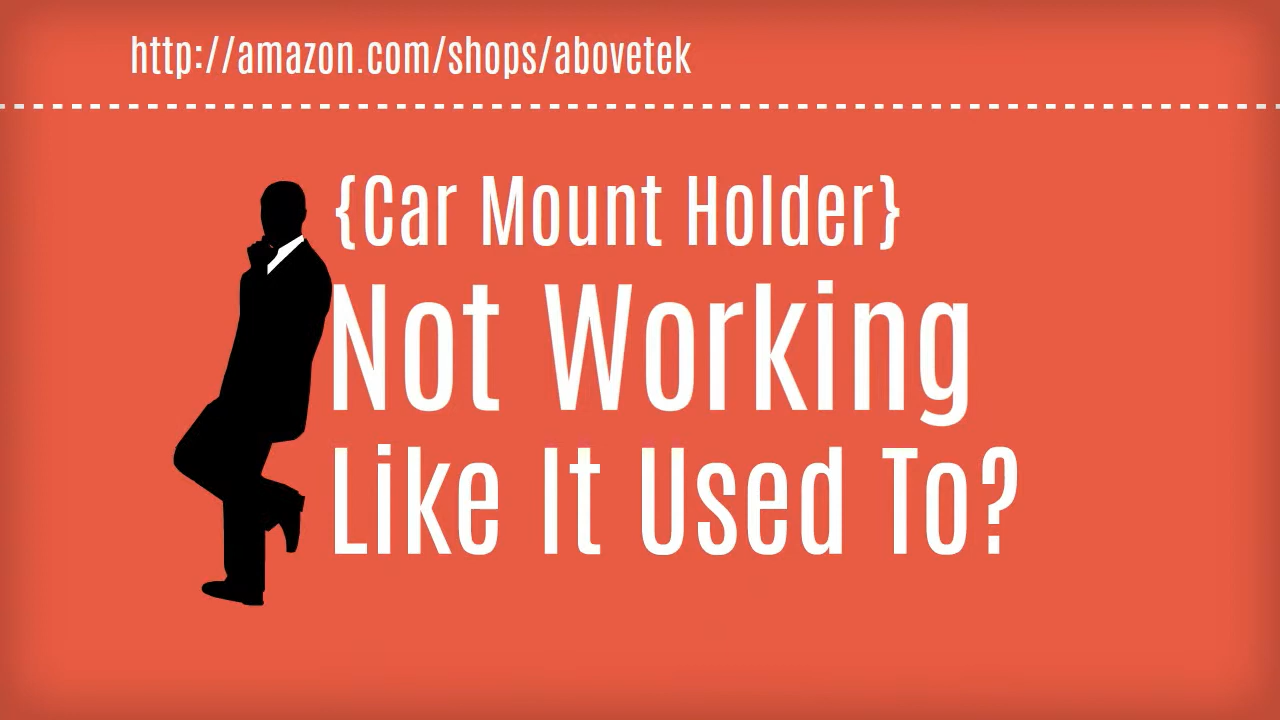 http://amazon.com/shops/abovetek
{Car Mount Holder}
Not Working
Like It Used To?